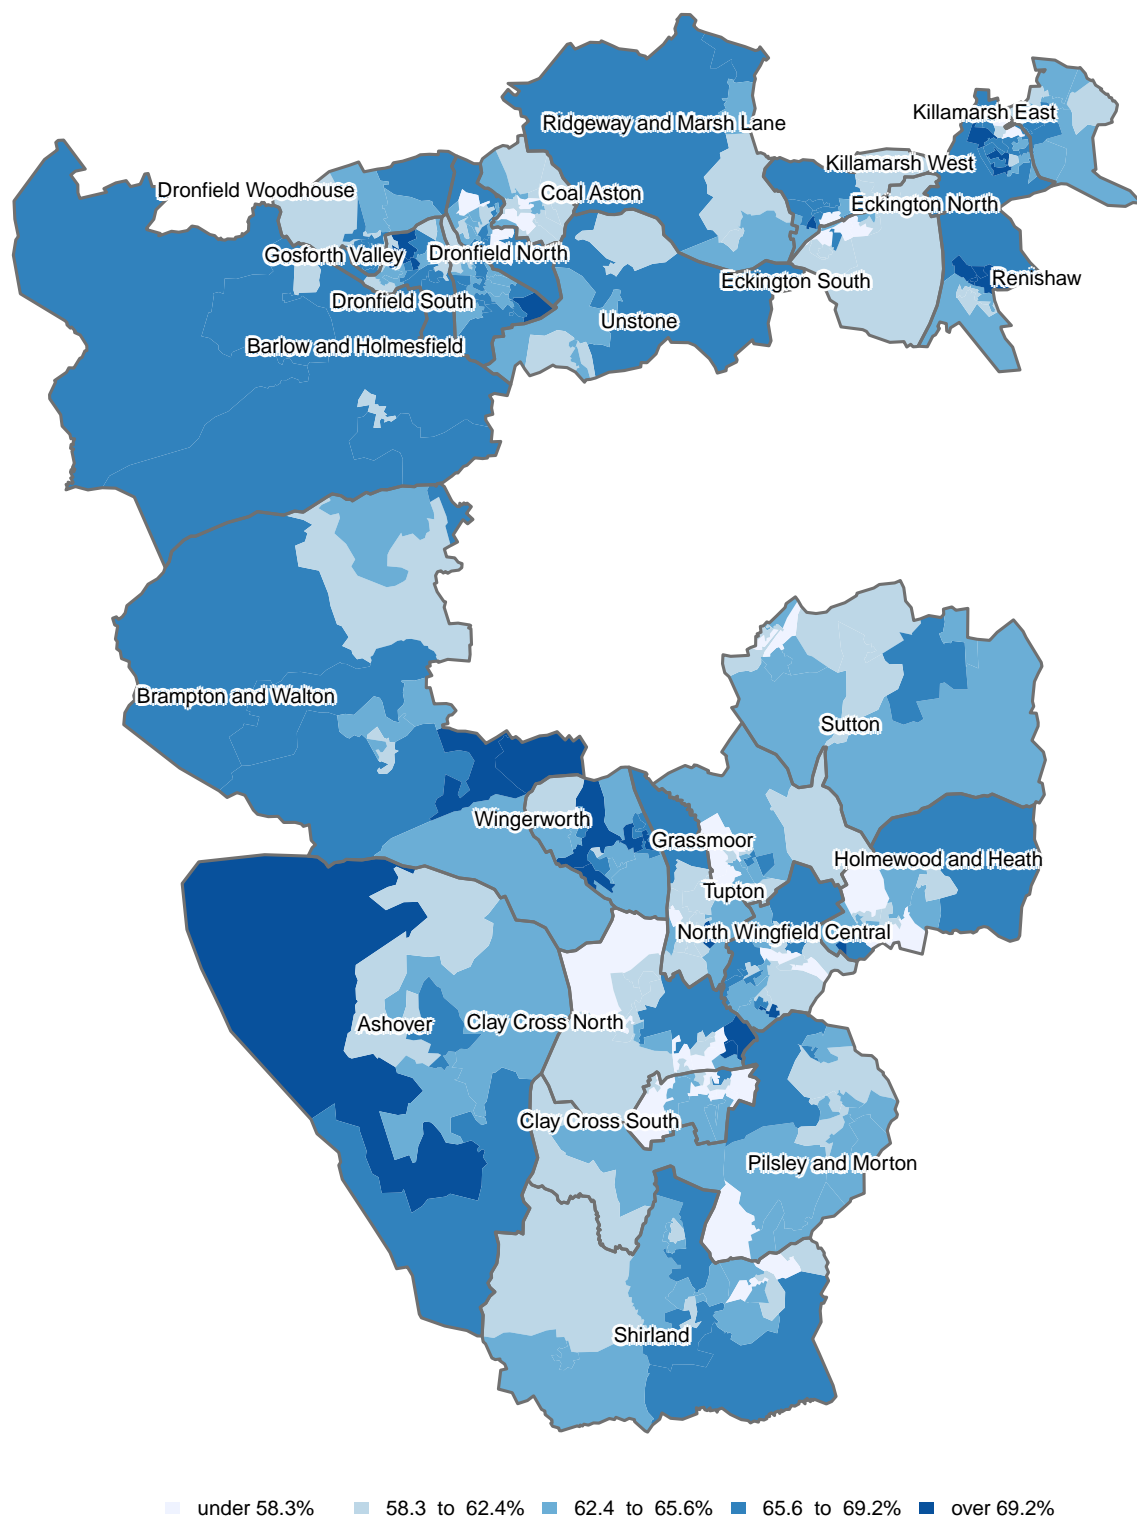 Killamarsh East
Ridgeway and Marsh Lane
Killamarsh West
Dronfield Woodhouse
Coal Aston
Eckington North
Gosforth Valley
Dronfield North
Eckington South
Renishaw
Dronfield South
Unstone
Barlow and Holmesfield
Brampton and Walton
Sutton
Wingerworth
Grassmoor
Holmewood and Heath
Tupton
North Wingfield Central
Ashover
Clay Cross North
Clay Cross South
Pilsley and Morton
Shirland
under 58.3% 58.3 to 62.4% 62.4 to 65.6% 65.6 to 69.2% over 69.2%